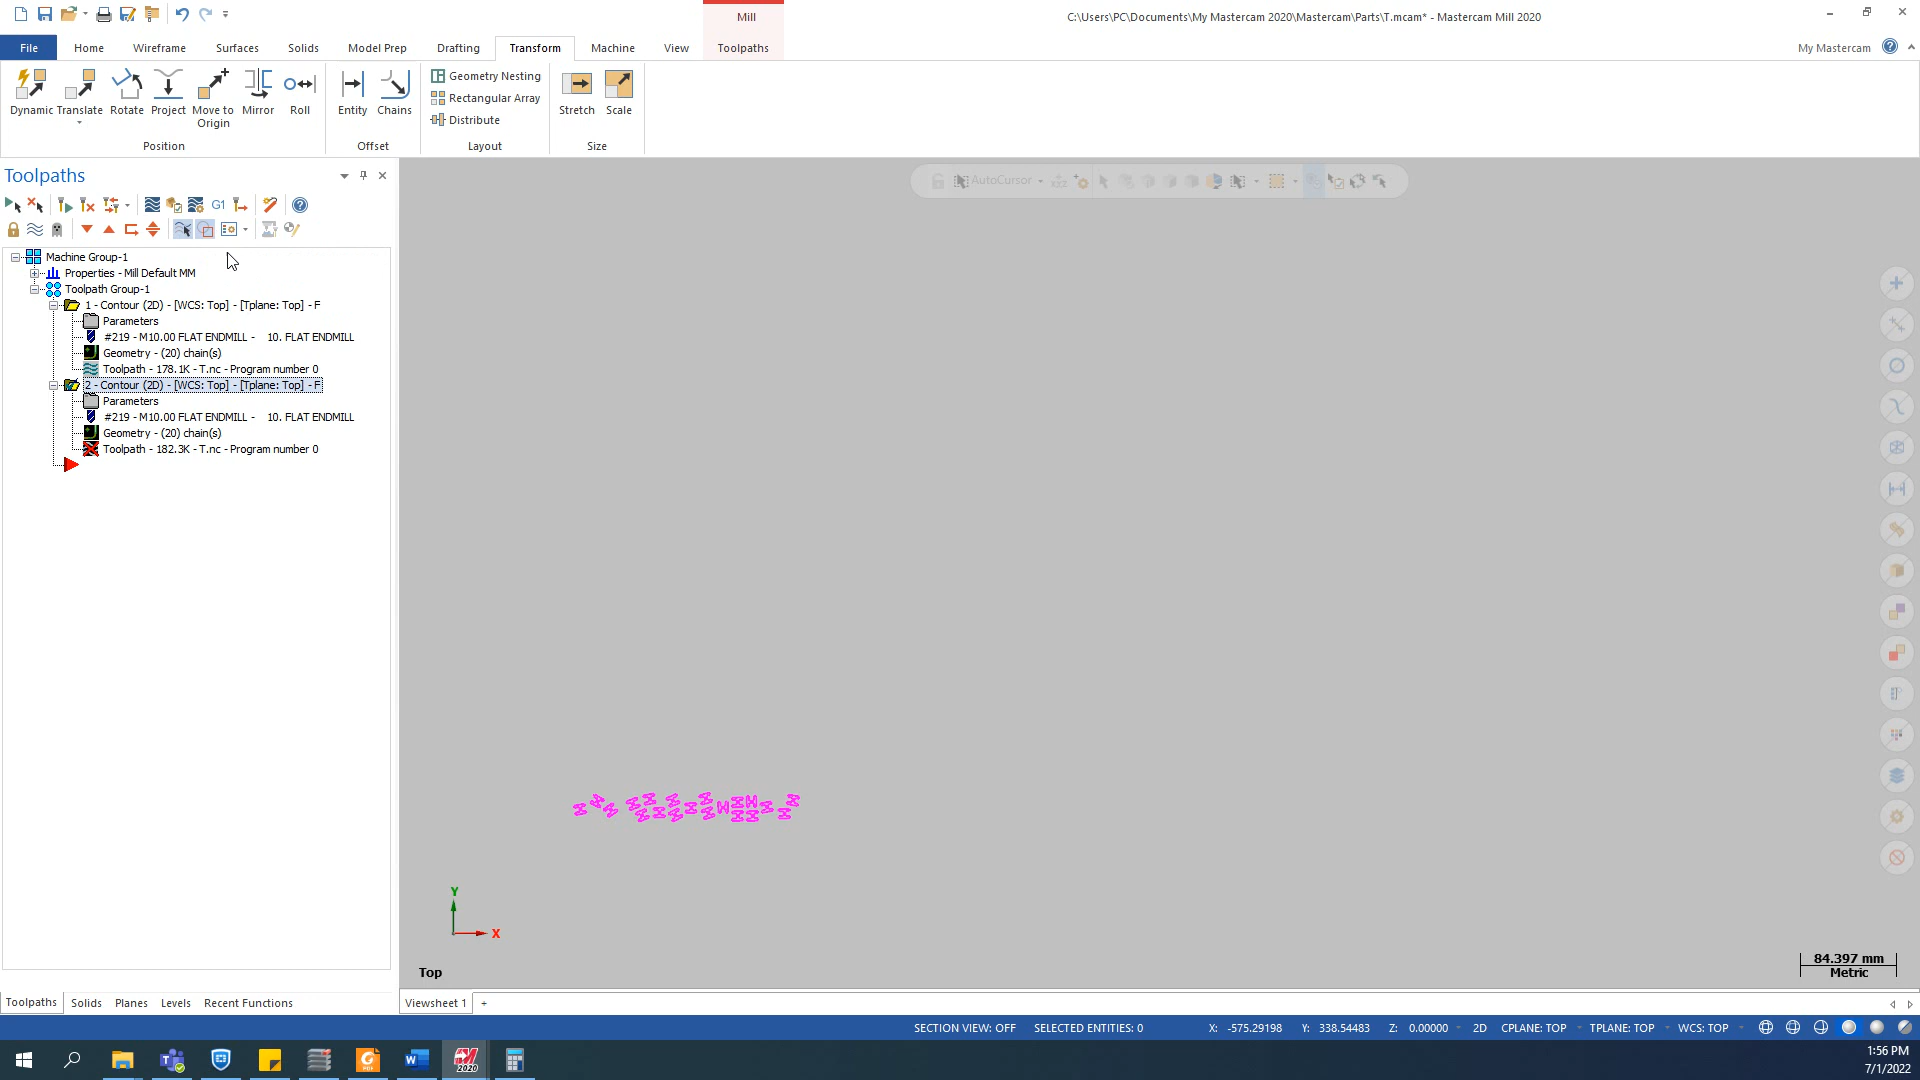 Mill
C:\Users\PC\Documents\My Mastercam 2020\Mastercam\Parts\T.mcam* - Mastercam Mill 2020
File Home Wireframe Surfaces Solids Model Prep Drafting Transform Machine View Toolpaths My Mastercam
Dynamic Translate Rotate Project Move to Origin Mirror Roll
Position
Entity Chains
Offset
Geometry Nesting
Rectangular Array
Distribute
Layout
Stretch Scale
Size
Toolpaths
AutoCursor
G1
Machine Group-1
Properties - Mill Default MM
Toolpath Group-1
1 - Contour (2D) - [WCS: Top] - [Tplane: Top] - F
Parameters
#219 - M10.00 FLAT ENDMILL - 10. FLAT ENDMILL
Geometry - (20) chain(s)
Toolpath - 178.1K - T.nc - Program number 0
2 - Contour (2D) - [WCS: Top] - [Tplane: Top] - F
Parameters
#219 - M10.00 FLAT ENDMILL - 10. FLAT ENDMILL
Geometry - (20) chain(s)
Toolpath - 182.3K - T.nc - Program number 0
Y
X
Top
84.397 mm
Metric
Toolpaths Solids Planes Levels Recent Functions
Viewsheet 1 +
SECTION VIEW: OFF SELECTED ENTITIES: 0 X: -575.29198 Y: 338.54483 Z: 0.00000 2D CPLANE: TOP TPLANE: TOP WCS: TOP
2020
1:56 PM
7/1/2022